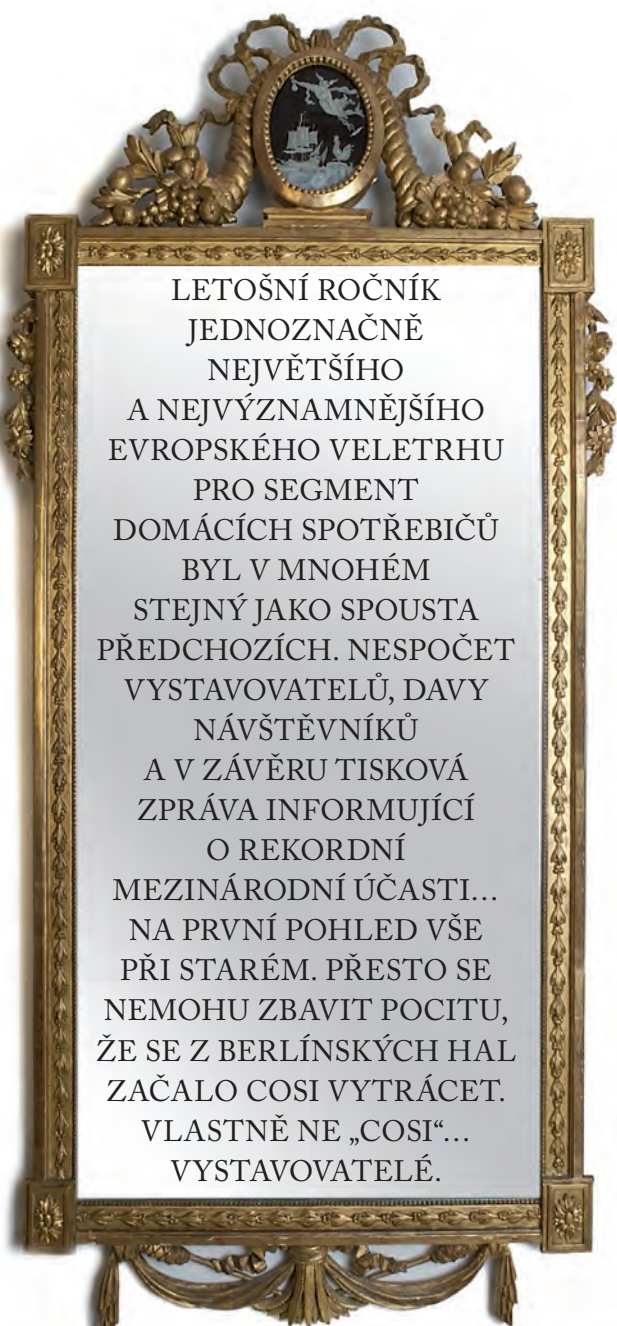 LETOŠNÍ ROČNÍK
JEDNOZNAČNĚ
NEJVĚTŠÍHO
A NEJVÝZNAMNĚJŠÍHO
EVROPSKÉHO VELETRHU
PRO SEGMENT
DOMÁCÍCH SPOTŘEBIČŮ
BYL V MNOHÉM
STEJNÝ JAKO SPOUSTA
PŘEDCHOZÍCH. NESPOČET
VYSTAVOVATELŮ, DAVY
NÁVŠTĚVNÍKŮ
A V ZÁVĚRU TISKOVÁ
ZPRÁVA INFORMUJÍCÍ
O REKORDNÍ
MEZINÁRODNÍ ÚČASTI…
NA PRVNÍ POHLED VŠE
PŘI STARÉM. PŘESTO SE
NEMOHU ZBAVIT POCITU,
ŽE SE Z BERLÍNSKÝCH HAL
ZAČALO COSI VYTRÁCET.
VLASTNĚ NE „COSI“…
VYSTAVOVATELÉ.